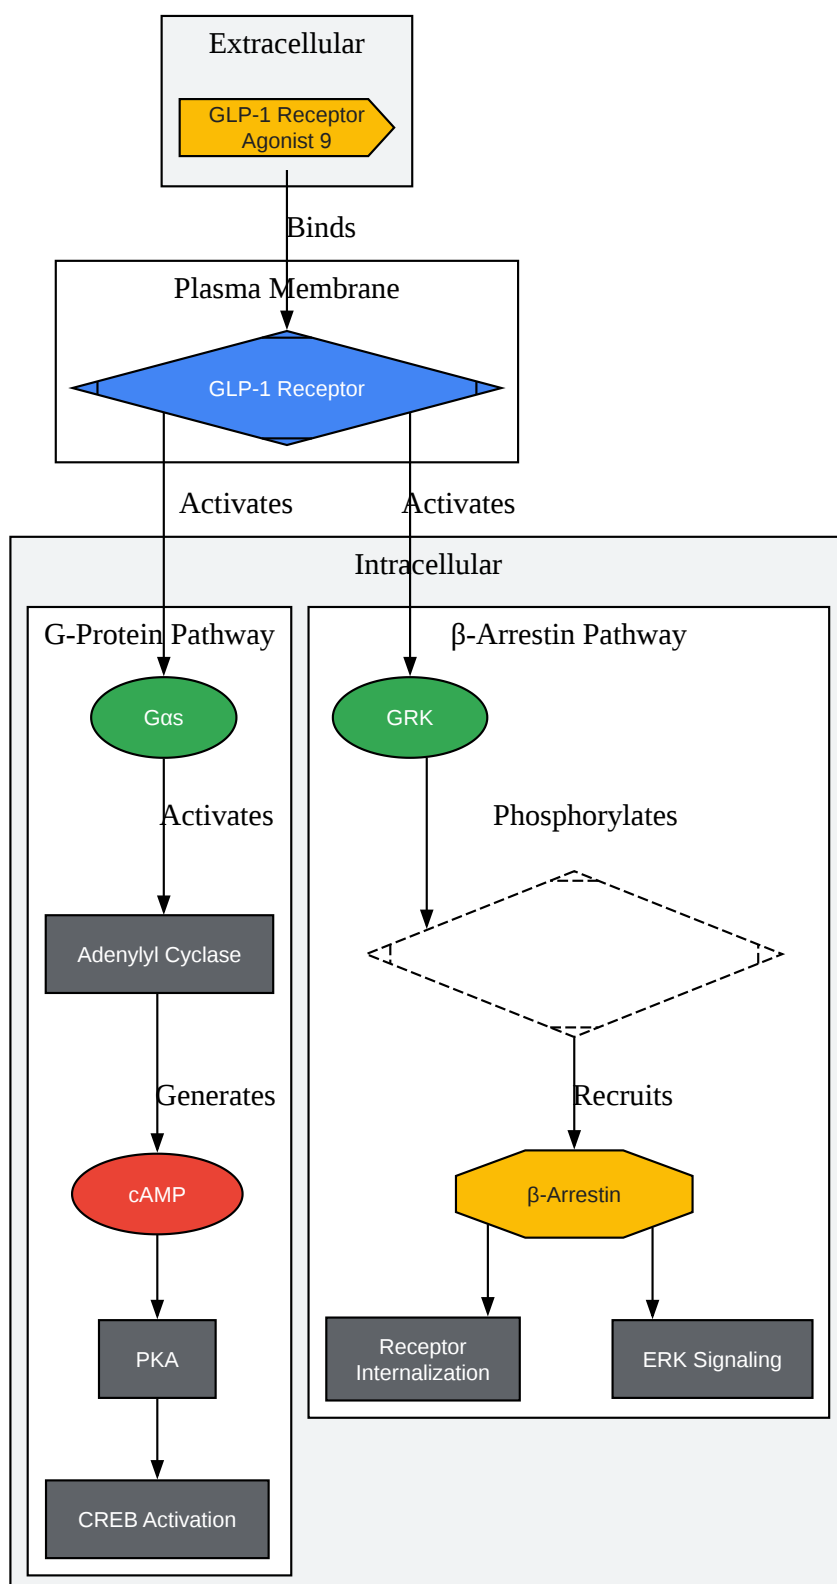 Extracellular
GLP-1 Receptor
Agonist 9
Binds
Plasma Membrane
GLP-1 Receptor
Activates
Activates
Intracellular
G-Protein Pathway
β-Arrestin Pathway
Gαs
GRK
Activates
Phosphorylates
Adenylyl Cyclase
Generates
Recruits
cAMP
β-Arrestin
PKA
Receptor
Internalization
ERK Signaling
CREB Activation